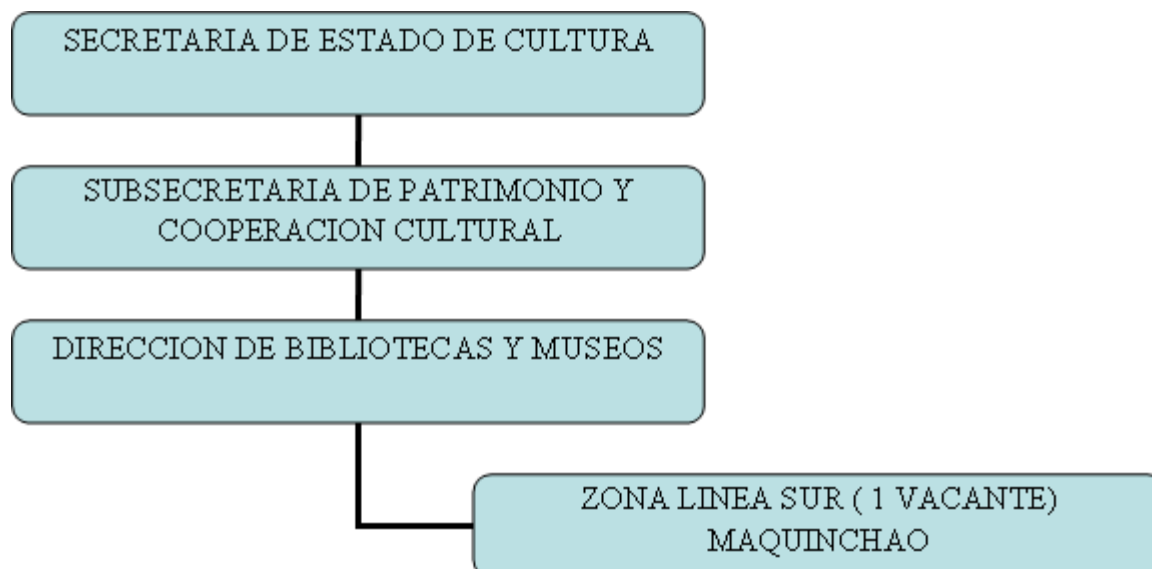 SECRETARIA DE ESTADO DE CULTURA
SUBSECRETARIA DE PATRIMONIO Y
COOPERACION CULTURAL
DIRECCION DE BIBLIOTECAS Y MUSEOS
ZONA LINEA SUR ( 1 VACANTE)
MAQUINCHAO